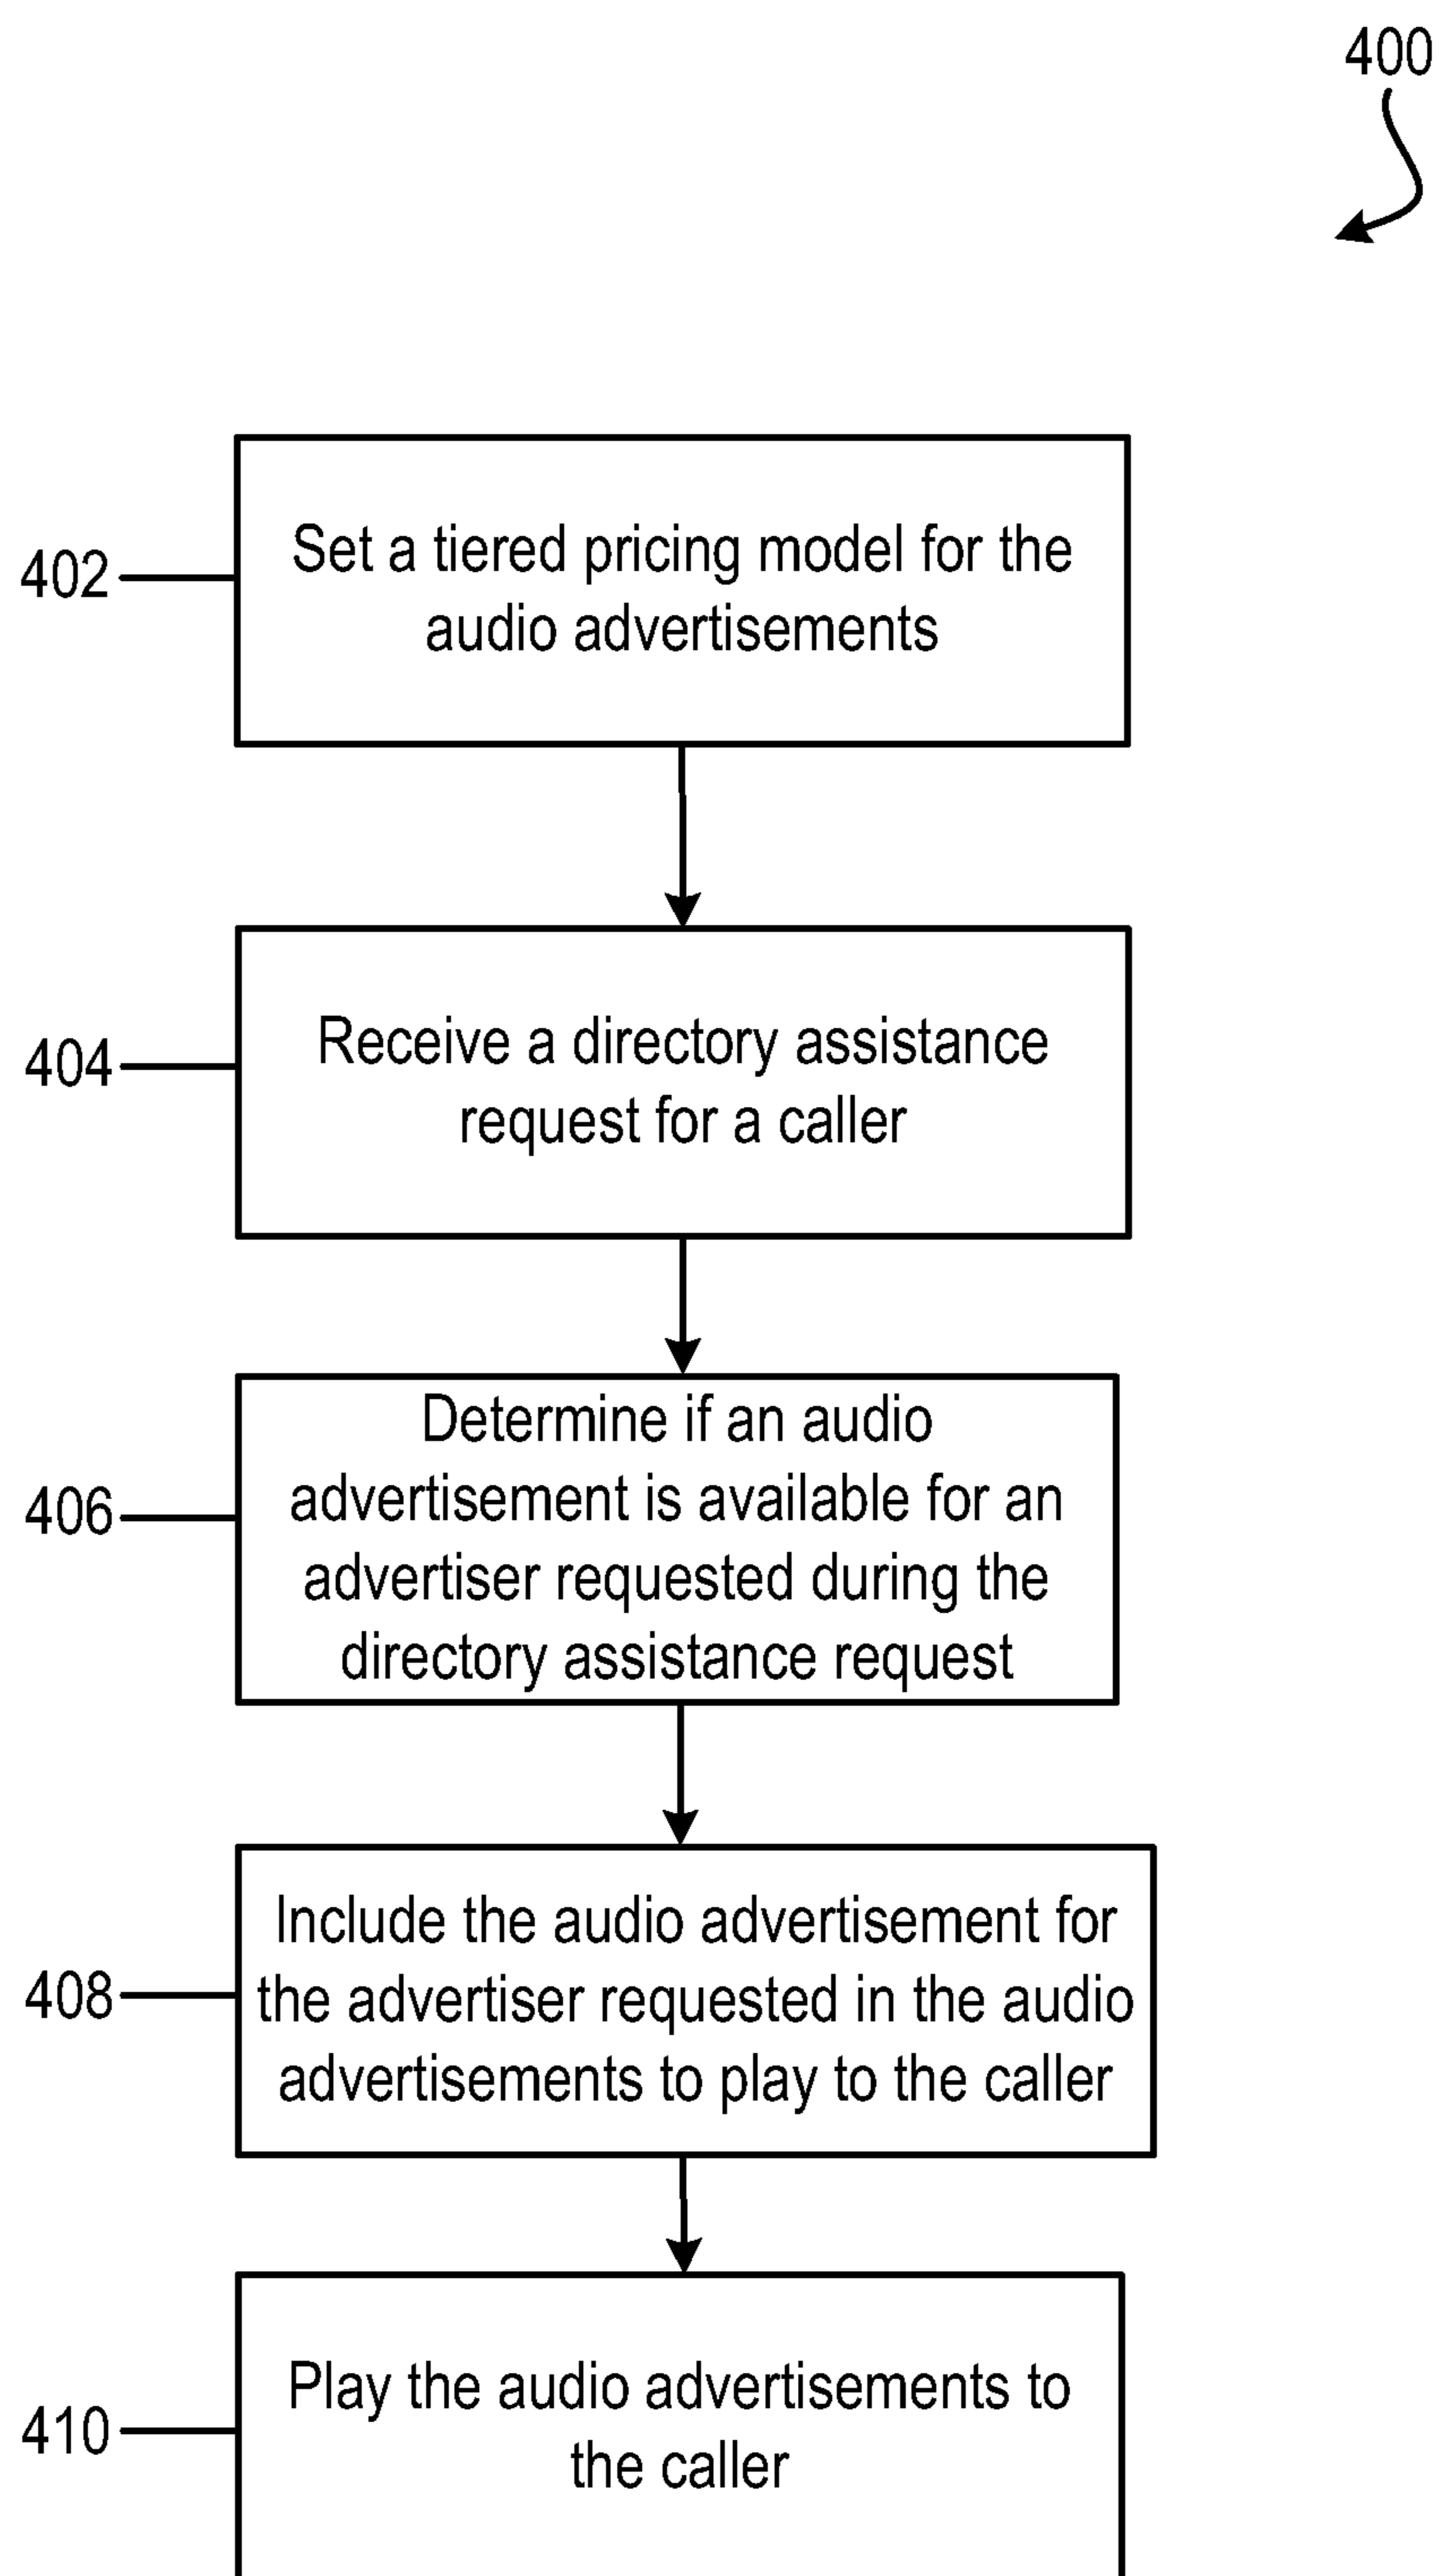 400
402
Set a tiered pricing model for the
audio advertisements
404
Receive a directory assistance
request for a caller
406
Determine if an audio
advertisement is available for an
advertiser requested during the
directory assistance request
408
Include the audio advertisement for
the advertiser requested in the audio
advertisements to play to the caller
410
Play the audio advertisements to
the caller